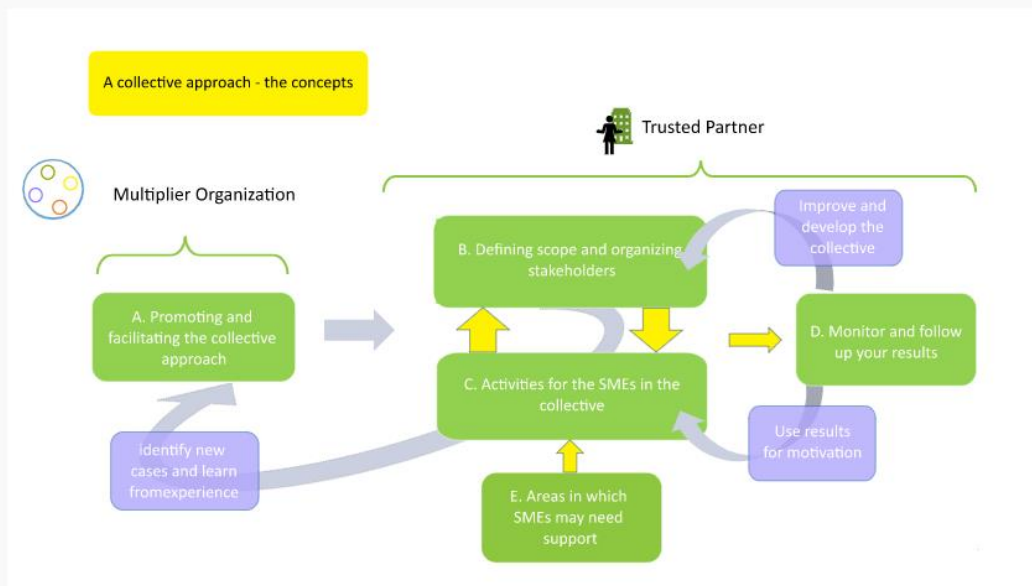 A collective approach - the concepts
Trusted Partner
Multiplier Organization
Improve and
develop the
collective
B. Defining scope and organizing
stakeholders
A. Promoting and
facilitating the collective
approach
D. Monitor and follow
up your results
C. Activities for the SMEs in the
collective
Use results
for motivation
identify new
cases and learn
fromexperience
E. Areas in which
SMEs may need
support